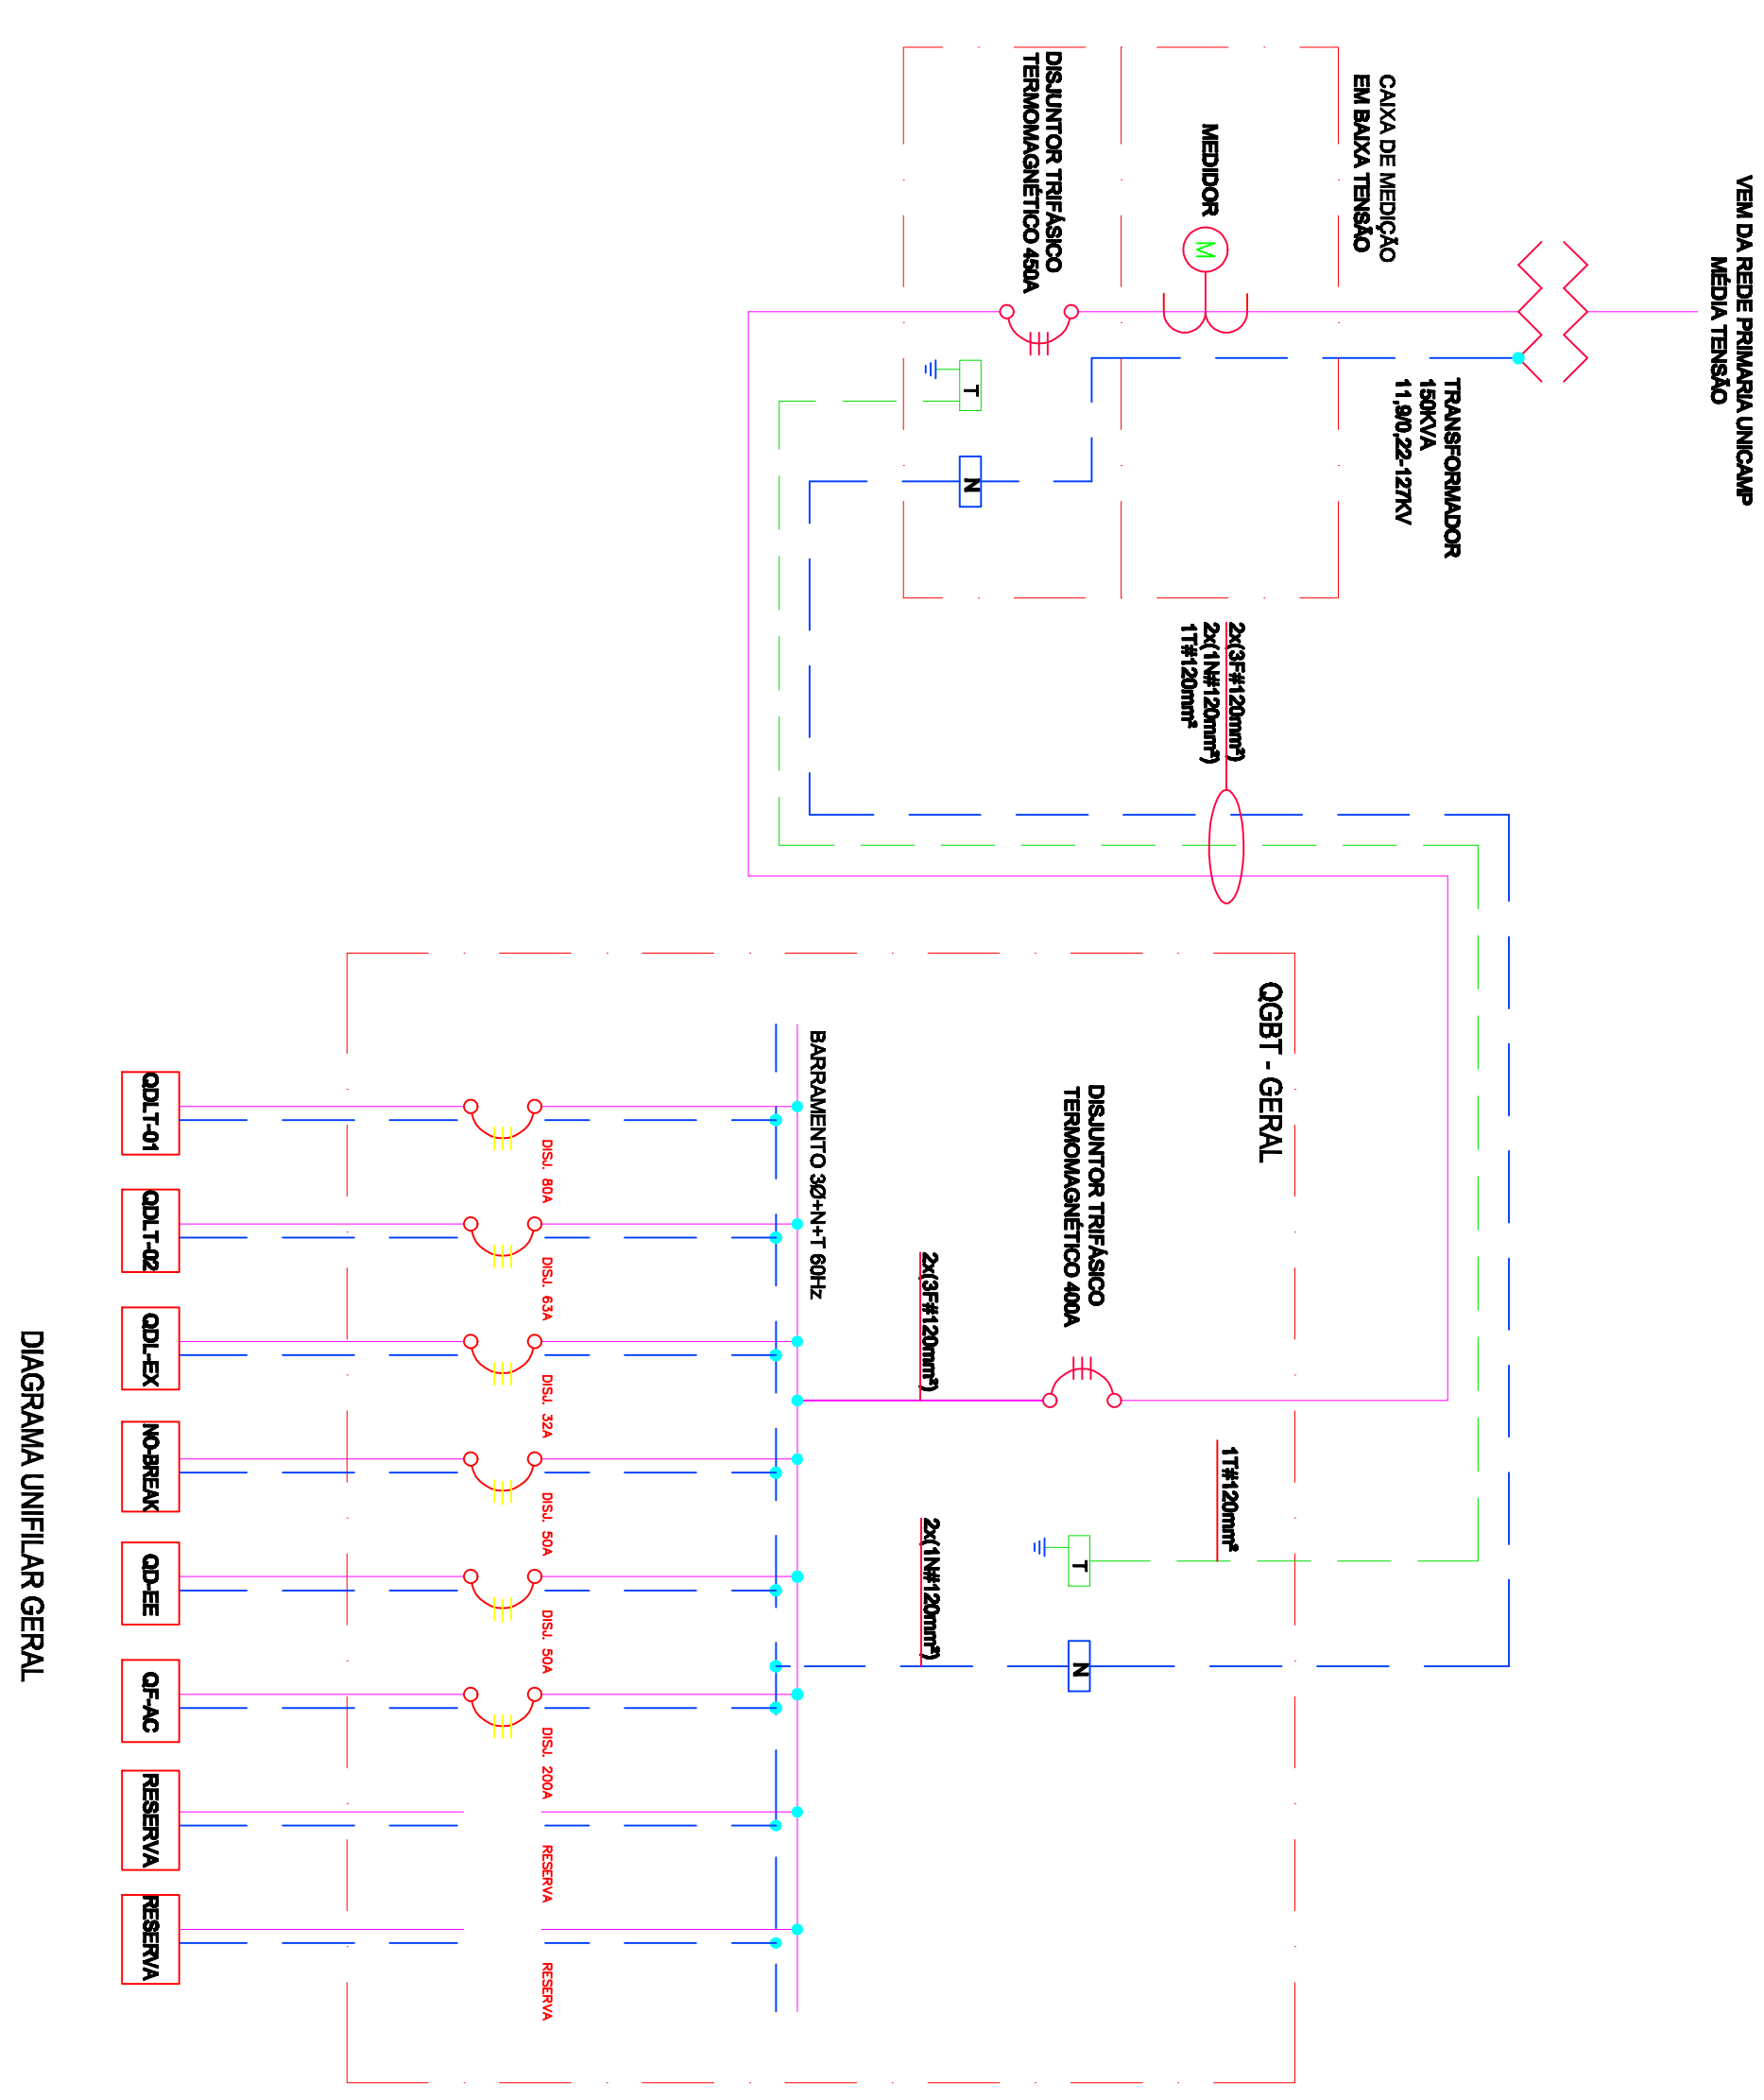 VEM DA REDE PRIMARIA UNICAMP
MÉDIA TENSÃO
TRANSFORMADOR
150KVA
11,9/0,22-127KV
CAIXA DE MEDIÇÃO
EM BAIXA TENSÃO
MEDIDOR
M
DISJUNTOR TRIFÁSICO
TERMOMAGNÉTICO 450A
T
N
2x(3F#120mm²)
2x(1N#120mm²)
1T#120mm²
QGBT - GERAL
DISJUNTOR TRIFÁSICO
TERMOMAGNÉTICO 400A
1T#120mm²
T
N
2x(3F#120mm²)
2x(1N#120mm²)
BARRAMENTO 3Ø+N+T 60Hz
DISJ. 80A
DISJ. 63A
DISJ. 32A
DISJ. 50A
DISJ. 50A
DISJ. 200A
RESERVA
RESERVA
QDLT-01
QDLT-02
QDL-EX
NO-BREAK
QD-EE
QF-AC
RESERVA
RESERVA
DIAGRAMA UNIFILAR GERAL